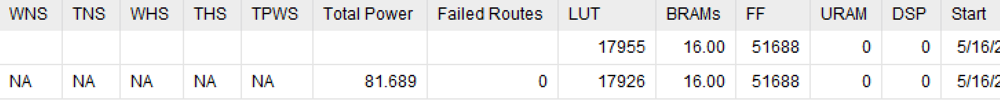 WNS TNS WHS THS TPWS Total Power Failed Routes LUT BRAMs FF URAM DSP Start
17955 16.00 51688 0 0 5/16/2
NA NA NA NA NA 81.689 0 17926 16.00 51688 0 0 5/16/2